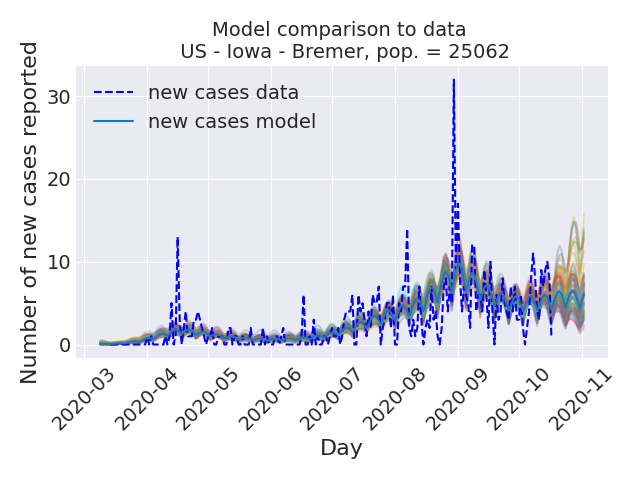 Model comparison to data
US - Iowa - Bremer, pop. = 25062
Number of new cases reported
30
20
10
0
new cases data
new cases model
2020-03
2020-04
2020-05
2020-06
2020-07
2020-08
2020-09
2020-10
2020-11
Day